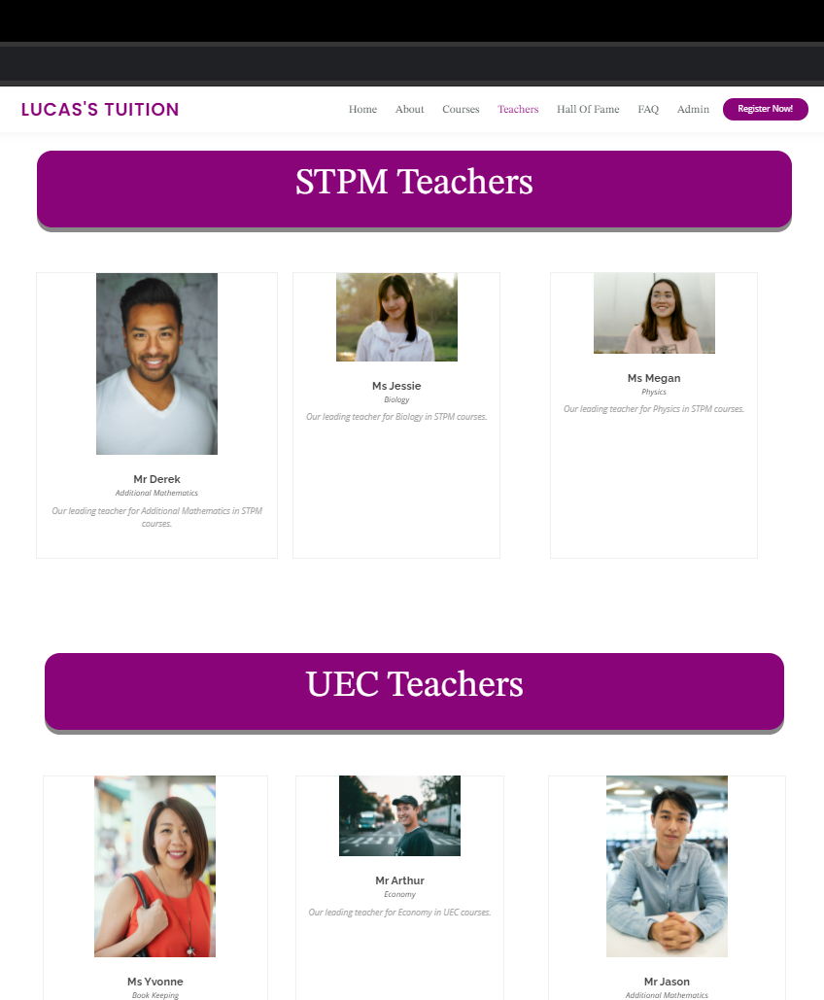 LUCAS'S TUITION
Home About Courses Teachers Hall Of Fame FAQ Admin Register Now!
STPM Teachers
Mr Derek
Additional Mathematics
Our leading teacher for Additional Mathematics in STPM
courses.
Ms Jessie
Biology
Our leading teacher for Biology in STPM courses.
Ms Megan
Physics
Our leading teacher for Physics in STPM courses.
UEC Teachers
Ms Yvonne
Book Keeping
Mr Arthur
Economy
Our leading teacher for Economy in UEC courses.
Mr Jason
Additional Mathematics